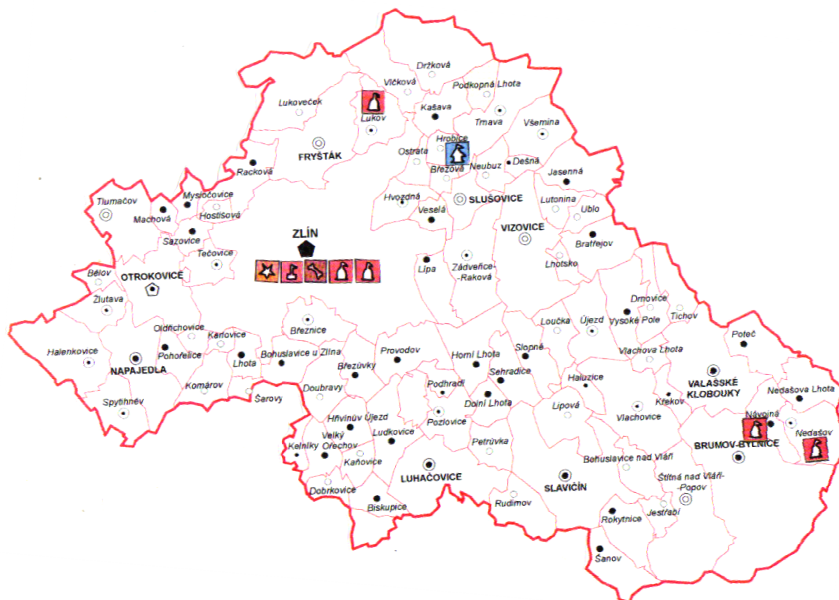 Držková
Vlčková
Podkopná Lhota
Lukoveček
Kašava
Lukov
Trnava
Všemina
Hrobice
FRYŠTÁK
Ostrata
Dešná
Racková
Březová
Neubuz
Jasenná
Tlumačov
Mysločovice
Hvozdná
SLUŠOVICE
Lutonina
Machová
Hostišová
Veselá
Ublo
Sazovice
ZLÍN
VIZOVICE
Bratřejov
Tečovice
Lípa
Zádveřice-
Raková
Lhotsko
Bělov
OTROKOVICE
Žlutava
Drnovice
Březnice
Loučka
Újezd
Vysoké Pole
Tichov
Oldřichovice
Karlovice
Poteč
Halenkovice
Pohořelice
Lhota
Bohuslavice u Zlína
Provodov
Horní Lhota
Slopné
Vlachova Lhota
NAPAJEDLA
Březůvky
Sehradice
VALAŠSKÉ
KLOBOUKY
Komárov
Šarovy
Doubravy
Podhradí
Dolní Lhota
Haluzice
Křekov
Nedašova Lhota
Spytihněv
Pozlovice
Lipová
Vlachovice
Návojná
Hřivínův Újezd
Nedašov
Velký
Ořechov
Ludkovice
BRUMOV-BYLNICE
Kelníky
Kaňovice
Petrůvka
Bohuslavice nad Vláří
LUHAČOVICE
SLAVIČÍN
Štítná nad Vláří-
-Popov
Dobrkovice
Biskupice
Rudimov
Rokytnice
Jestřabí
Šanov